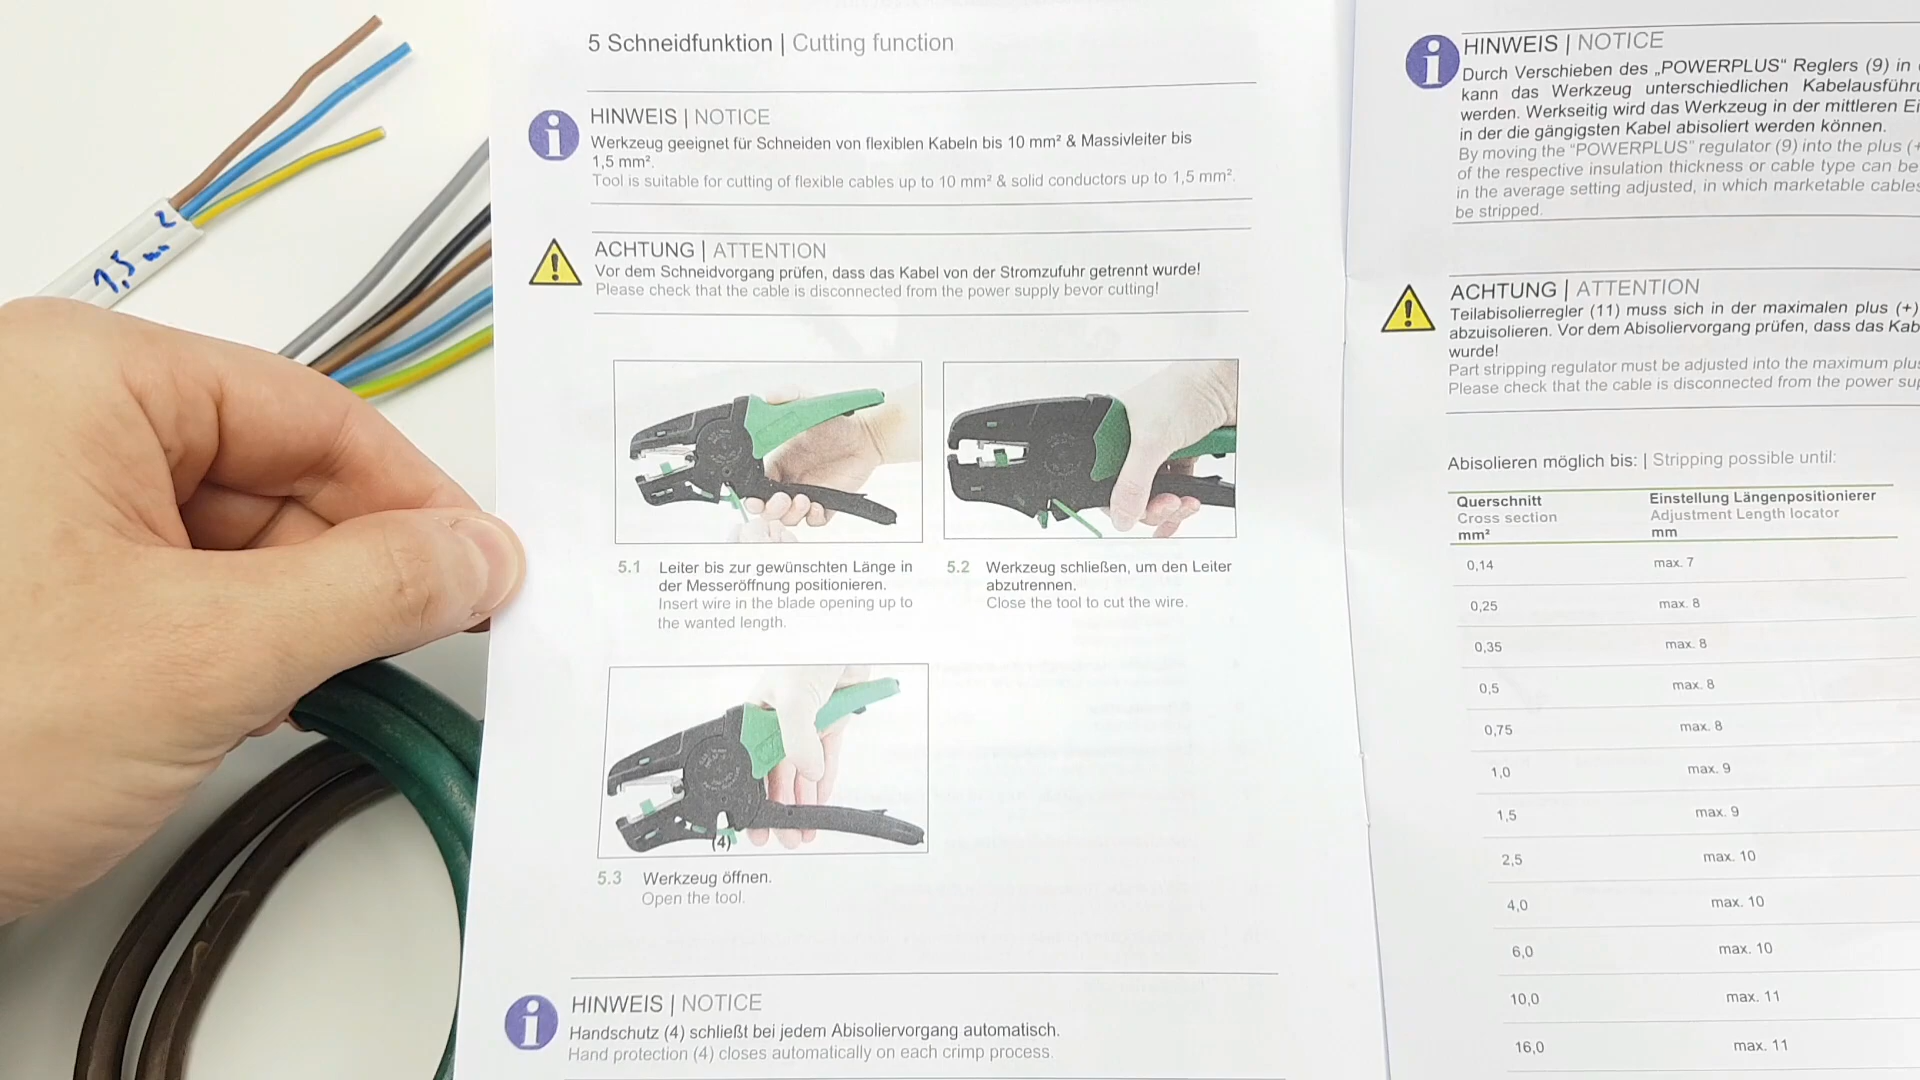 1,5 mm²
5 Schneidfunktion | Cutting function
HINWEIS | NOTICE
Werkzeug geeignet für Schneiden von flexiblen Kabeln bis 10 mm² & Massivleiter bis
1,5 mm².
Tool is suitable for cutting of flexible cables up to 10 mm² & solid conductors up to 1,5 mm².
ACHTUNG | ATTENTION
Vor dem Schneidvorgang prüfen, dass das Kabel von der Stromzufuhr getrennt wurde!
Please check that the cable is disconnected from the power supply bevor cutting!
5.1 Leiter bis zur gewünschten Länge in
der Messeröffnung positionieren.
Insert wire in the blade opening up to
the wanted length.
5.2 Werkzeug schließen, um den Leiter
abzutrennen.
Close the tool to cut the wire.
(4)
5.3 Werkzeug öffnen.
Open the tool.
HINWEIS | NOTICE
Handschutz (4) schließt bei jedem Abisoliervorgang automatisch.
Hand protection (4) closes automatically on each crimp process.
HINWEIS | NOTICE
Durch Verschieben des „POWERPLUS“ Reglers (9) in
kann das Werkzeug unterschiedlichen Kabelausführu
werden. Werkseitig wird das Werkzeug in der mittleren Ei
in der die gängigsten Kabel abisoliert werden können.
By moving the “POWERPLUS” regulator (9) into the plus (+
of the respective insulation thickness or cable type can be
in the average setting adjusted, in which marketable cables
be stripped.
ACHTUNG | ATTENTION
Teilabisolierregler (11) muss sich in der maximalen plus (+)
abzuisolieren. Vor dem Abisoliervorgang prüfen, dass das Kab
wurde!
Part stripping regulator must be adjusted into the maximum plus
Please check that the cable is disconnected from the power sup
Abisolieren möglich bis: | Stripping possible until:
Querschnitt Einstellung Längenpositionierer
Cross section Adjustment Length locator
mm² mm
0,14 max. 7
0,25 max. 8
0,35 max. 8
0,5 max. 8
0,75 max. 8
1,0 max. 9
1,5 max. 9
2,5 max. 10
4,0 max. 10
6,0 max. 10
10,0 max. 11
16,0 max. 11